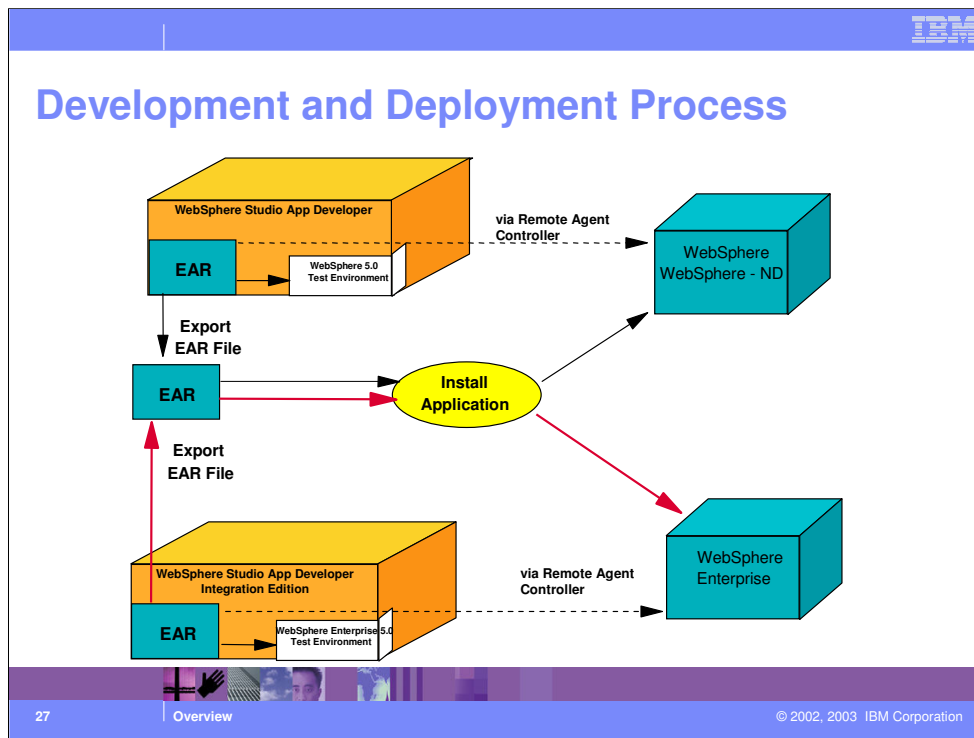 IBM
Development and Deployment Process
WebSphere Studio App Developer
EAR
WebSphere 5.0
Test Environment
via Remote Agent
Controller
WebSphere
WebSphere - ND
Export
EAR File
EAR
Install
Application
Export
EAR File
WebSphere Studio App Developer
Integration Edition
EAR
WebSphere Enterprise 5.0
Test Environment
via Remote Agent
Controller
WebSphere
Enterprise
27
Overview
© 2002, 2003 IBM Corporation